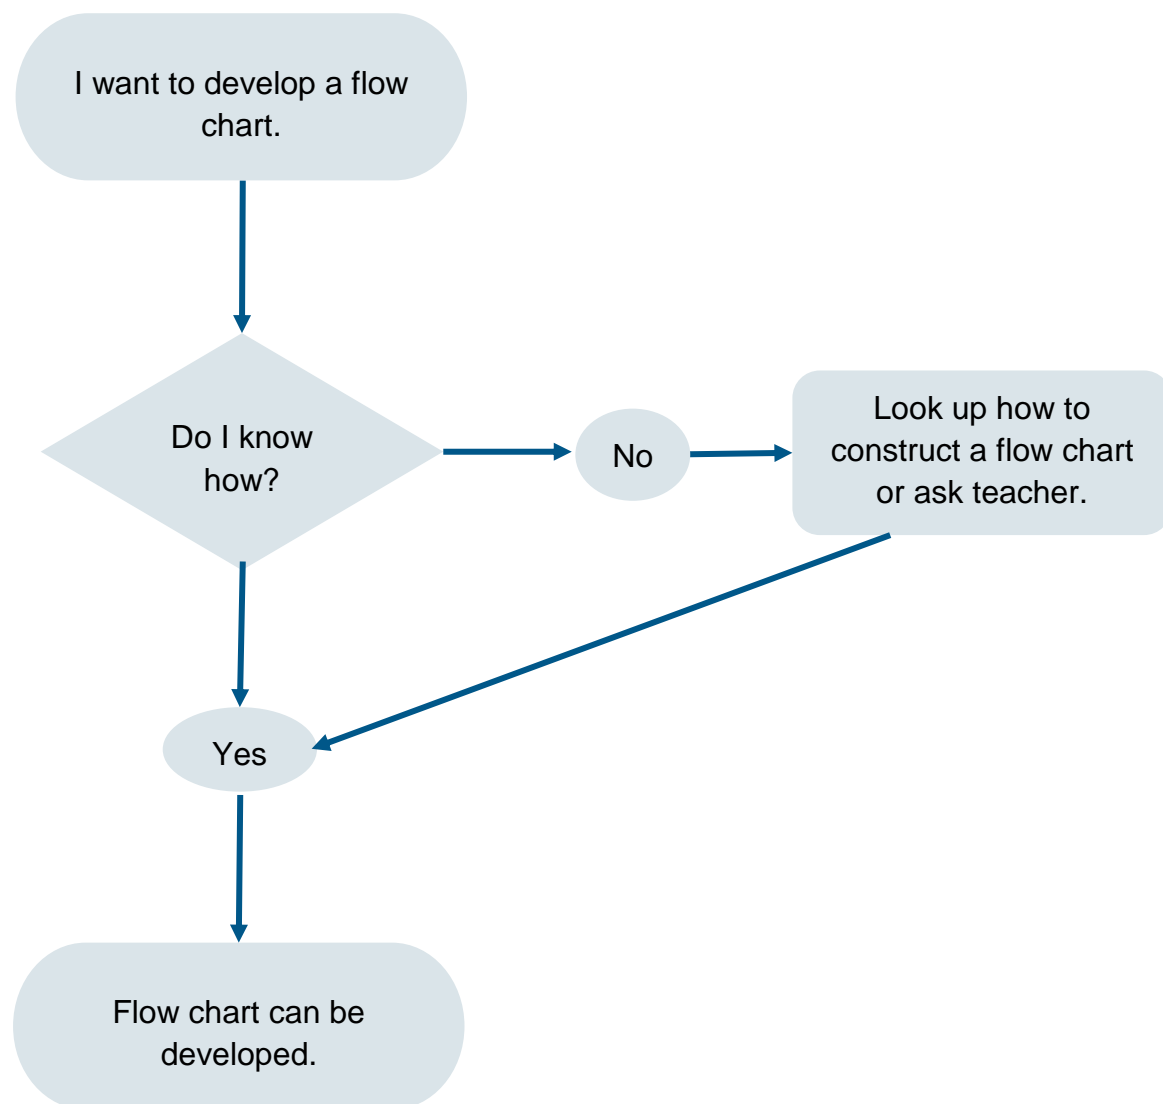 I want to develop a flow
chart.
Do I know
how?
No
Look up how to
construct a flow chart
or ask teacher.
Yes
Flow chart can be
developed.